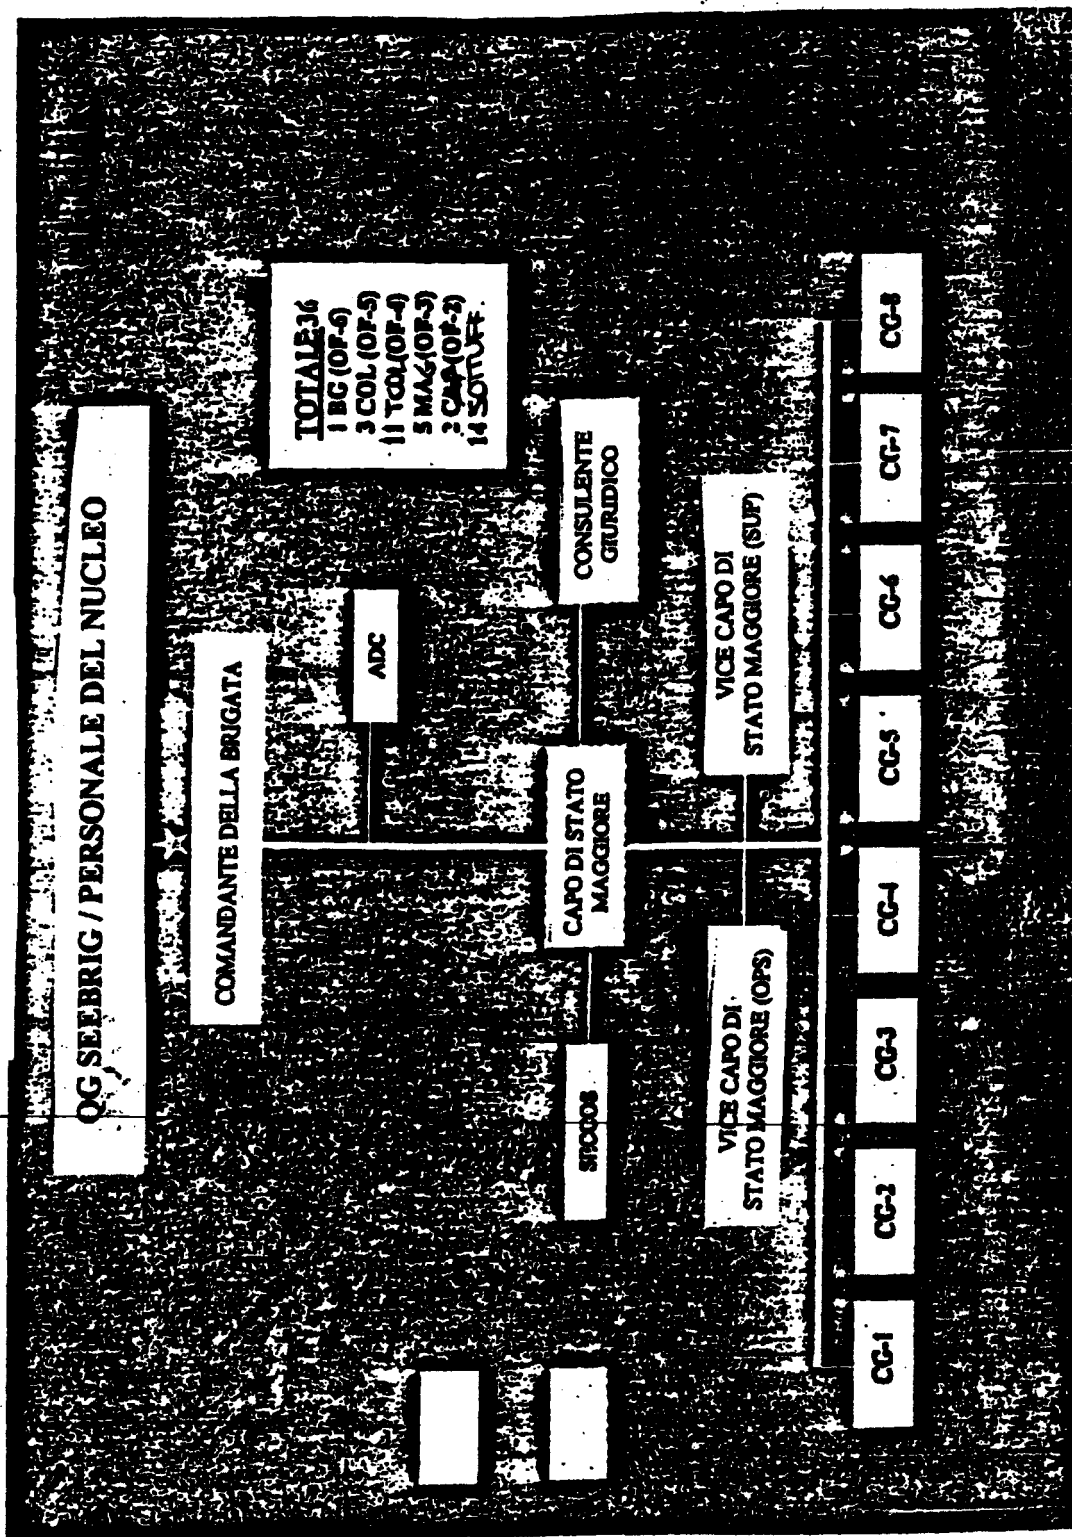 QG SEEBRIG / PERSONALE DEL NUCLEO
COMANDANTE DELLA BRIGATA
TOTALE 36
1 BG (OF-6)
3 COL (OF-5)
11 TCOL (OF-4)
5 MAG (OF-3)
2 CAP (OF-2)
14 SOTTUFF.
ADC
CAPO DI STATO
MAGGIORE
CONSULENTE
GIURIDICO
VICE CAPO DI
STATO MAGGIORE (OPS)
VICE CAPO DI
STATO MAGGIORE (SUP)
CG-1
CG-2
CG-3
CG-4
CG-5
CG-6
CG-7
CG-8